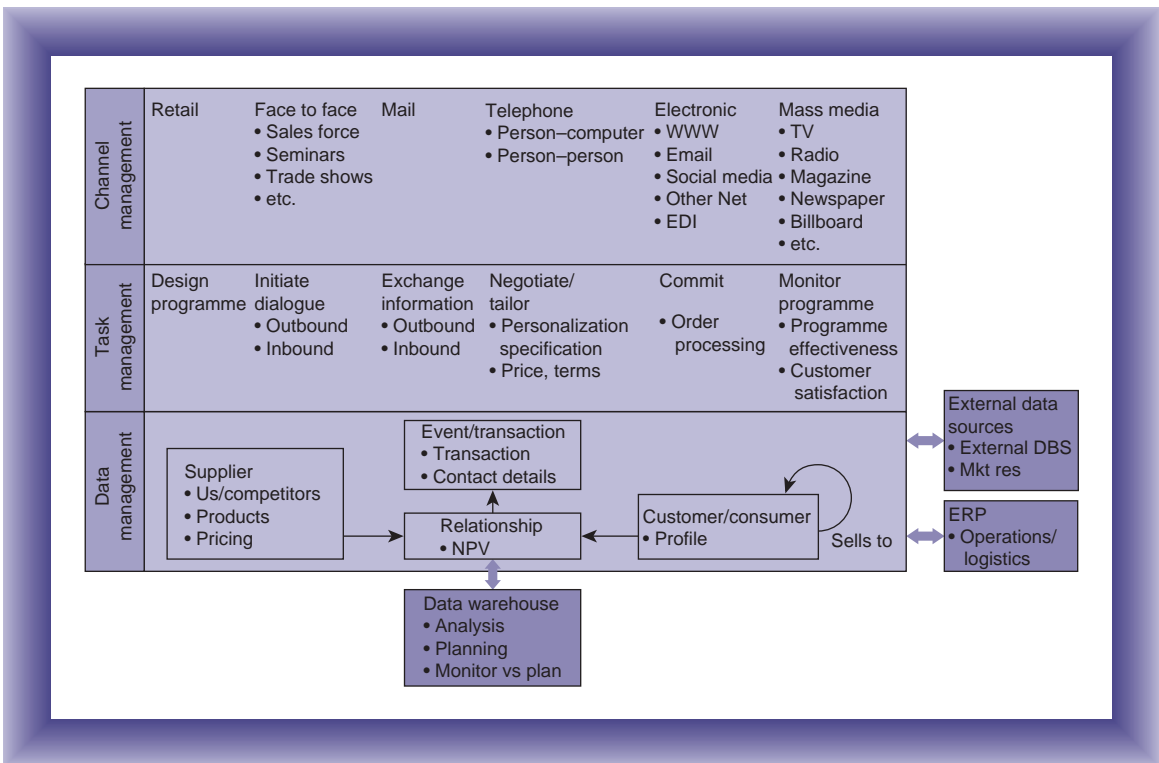 Channel
management
Retail
Face to face
• Sales force
• Seminars
• Trade shows
• etc.
Mail
Telephone
• Person–computer
• Person–person
Electronic
• WWW
• Email
• Social media
• Other Net
• EDI
Mass media
• TV
• Radio
• Magazine
• Newspaper
• Billboard
• etc.
Task
management
Design
programme
Initiate
dialogue
• Outbound
• Inbound
Exchange
information
• Outbound
• Inbound
Negotiate/
tailor
• Personalization
specification
• Price, terms
Commit
• Order
processing
Monitor
programme
• Programme
effectiveness
• Customer
satisfaction
Data
management
Supplier
• Us/competitors
• Products
• Pricing
Event/transaction
• Transaction
• Contact details
Relationship
• NPV
Customer/consumer
• Profile
Sells to
External data
sources
• External DBS
• Mkt res
ERP
• Operations/
logistics
Data warehouse
• Analysis
• Planning
• Monitor vs plan